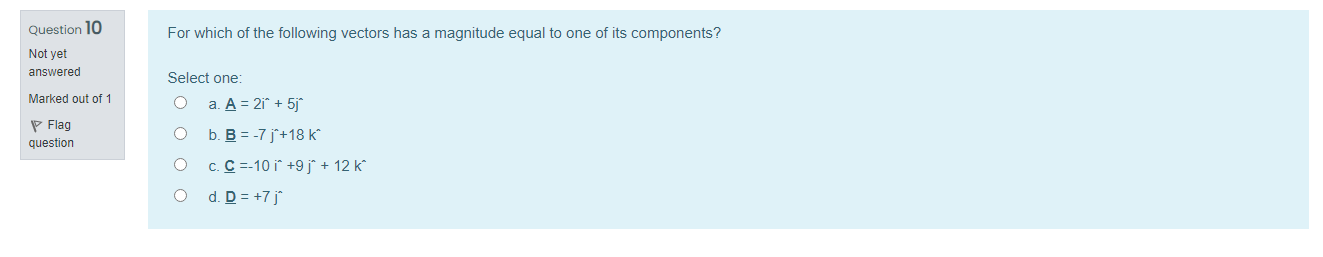 Question 10
Not yet
answered
Marked out of 1
Flag
question
For which of the following vectors has a magnitude equal to one of its components?
Select one:
a. A = 2iˆ + 5jˆ
b. B = -7 jˆ+18 kˆ
c. C =-10 iˆ +9 jˆ + 12 kˆ
d. D = +7 jˆ